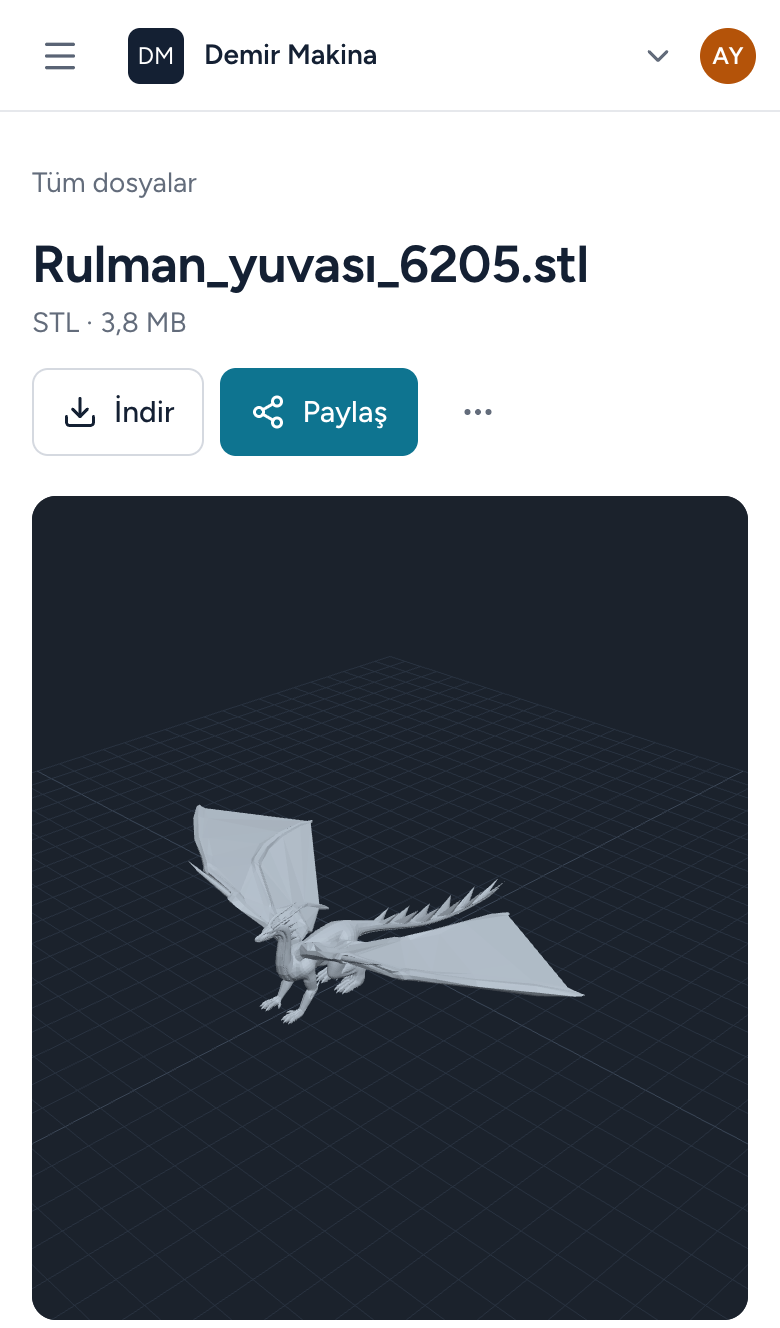 DM Demir Makina AY
Tüm dosyalar
Rulman_yuvası_6205.stl
STL · 3,8 MB
İndir Paylaş